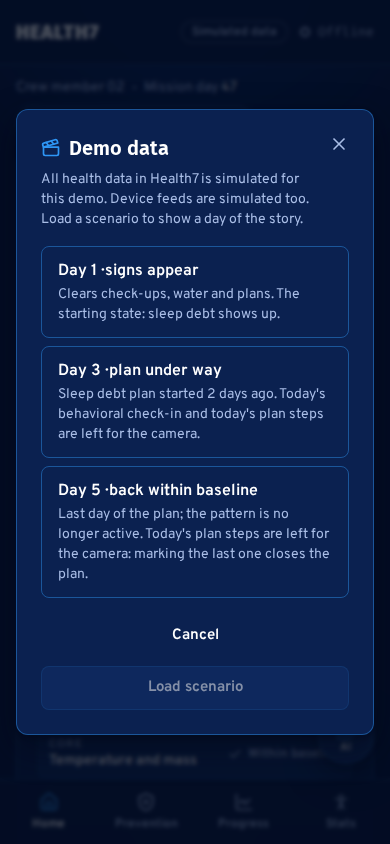 HEALTH7
Simulated data
Offline
Crew member 02 · Mission day 47
Demo data
All health data in Health7 is simulated for
this demo. Device feeds are simulated too.
Load a scenario to show a day of the story.
Day 1 ·signs appear
Clears check-ups, water and plans. The
starting state: sleep debt shows up.
Day 3 ·plan under way
Sleep debt plan started 2 days ago. Today's
behavioral check-in and today's plan steps
are left for the camera.
Day 5 ·back within baseline
Last day of the plan; the pattern is no
longer active. Today's plan steps are left for
the camera: marking the last one closes the
plan.
Cancel
Load scenario
Temperature and mass
AI
Home
Prevention
Progress
Stats